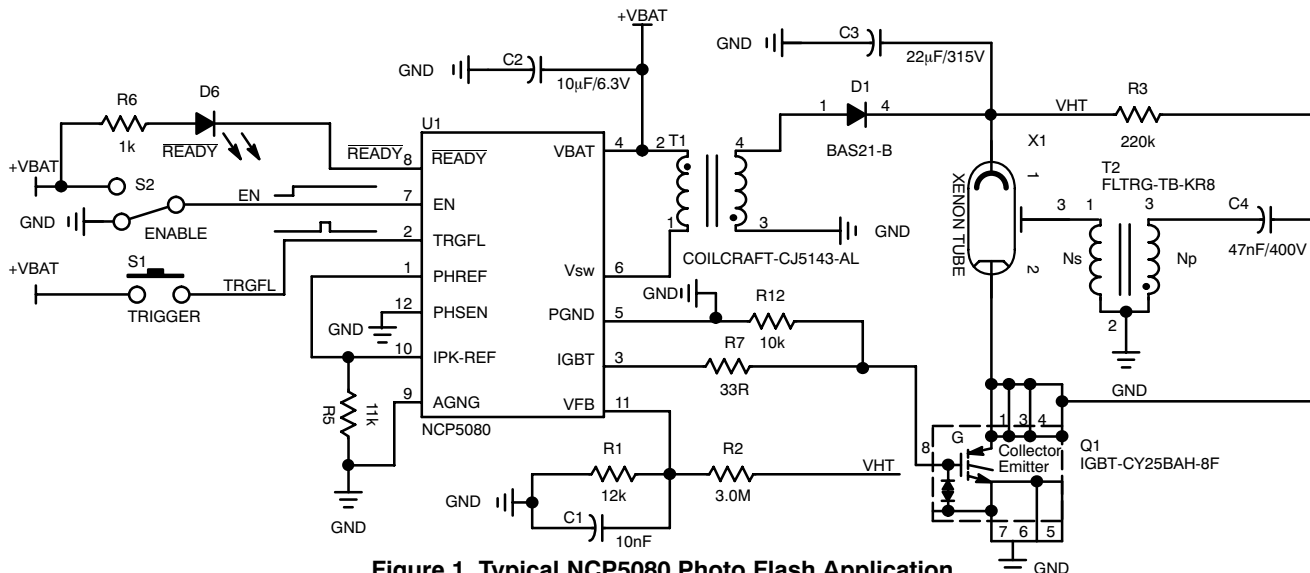 +VBAT
GND
C2
10μF/6.3V
GND
C3
22μF/315V
R6
1k
D6
READY
+VBAT
S2
GND
ENABLE
EN
+VBAT
S1
TRIGGER
TRGFL
U1
READY
8
READY
7
EN
2
TRGFL
1
PHREF
GND
12
PHSEN
10
IPK-REF
9
AGNG
NCP5080
R5
11k
GND
VBAT
4
Vsw
6
PGND
5
IGBT
3
VFB
11
2
T1
4
1
3
GND
COILCRAFT-CJ5143-AL
1
D1
4
BAS21-B
VHT
R3
220k
X1
XENON TUBE
1
2
3
T2
FLTRG-TB-KR8
1
3
Ns
Np
2
C4
47nF/400V
GND
R12
10k
R7
33R
GND
R1
12k
C1
10nF
R2
3.0M
VHT
GND
1
3
4
8
G
Collector
Emitter
Q1
IGBT-CY25BAH-8F
7
6
5
GND
Figure 1. Typical NCP5080 Photo Flash Application